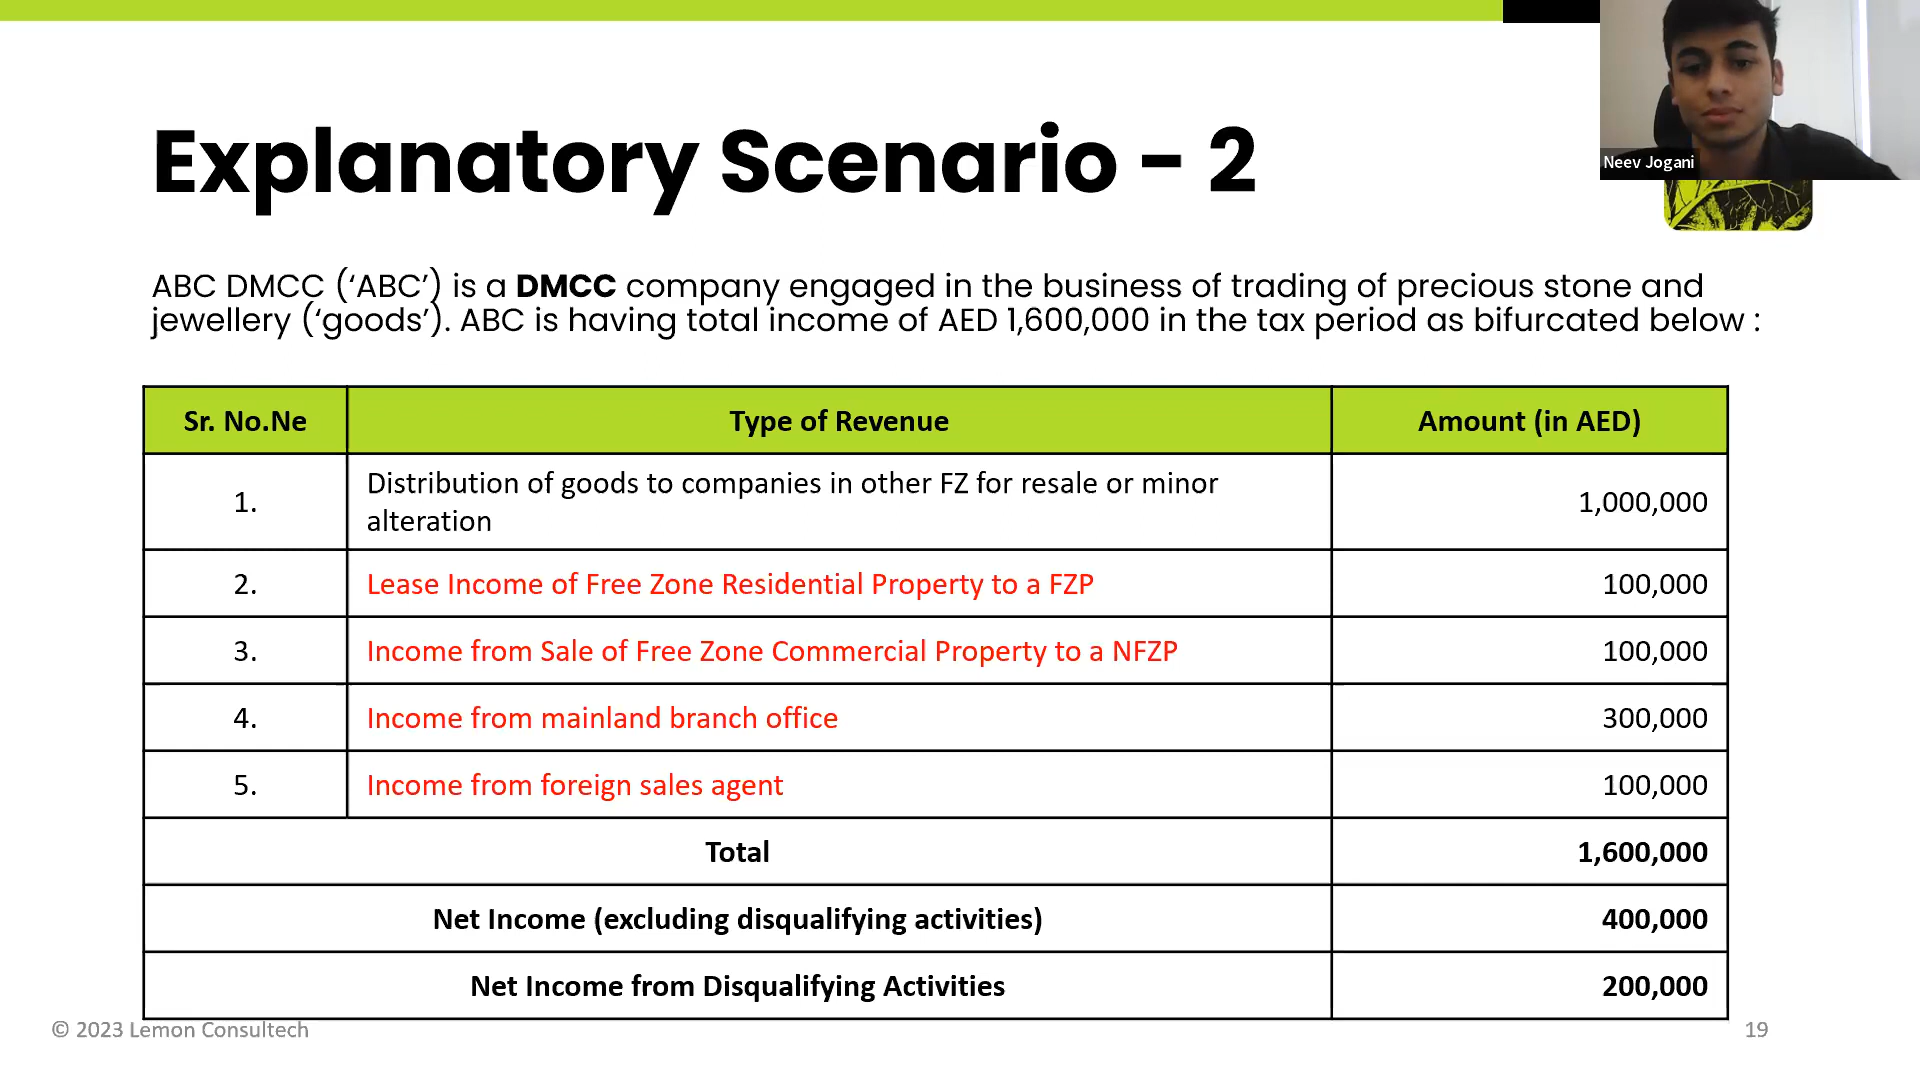 Explanatory Scenario - 2
Neev Jogani
ABC DMCC (‘ABC’) is a DMCC company engaged in the business of trading of precious stone and
jewellery (‘goods’). ABC is having total income of AED 1,600,000 in the tax period as bifurcated below :
Sr. No.Ne Type of Revenue Amount (in AED)
1. Distribution of goods to companies in other FZ for resale or minor
alteration 1,000,000
2. Lease Income of Free Zone Residential Property to a FZP 100,000
3. Income from Sale of Free Zone Commercial Property to a NFZP 100,000
4. Income from mainland branch office 300,000
5. Income from foreign sales agent 100,000
Total 1,600,000
Net Income (excluding disqualifying activities) 400,000
Net Income from Disqualifying Activities 200,000
© 2023 Lemon Consultech 19